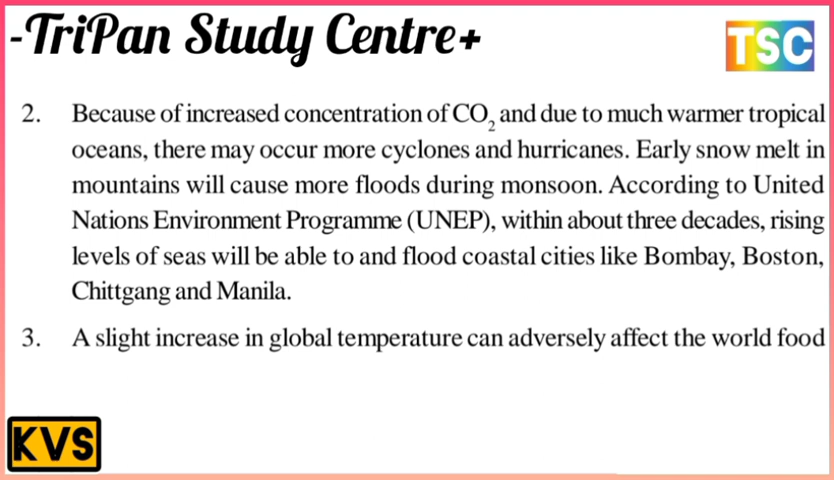 -TriPan Study Centre+
TSC
2. Because of increased concentration of CO₂ and due to much warmer tropical
oceans, there may occur more cyclones and hurricanes. Early snow melt in
mountains will cause more floods during monsoon. According to United
Nations Environment Programme (UNEP), within about three decades, rising
levels of seas will be able to and flood coastal cities like Bombay, Boston,
Chittgang and Manila.
3. A slight increase in global temperature can adversely affect the world food
KVS